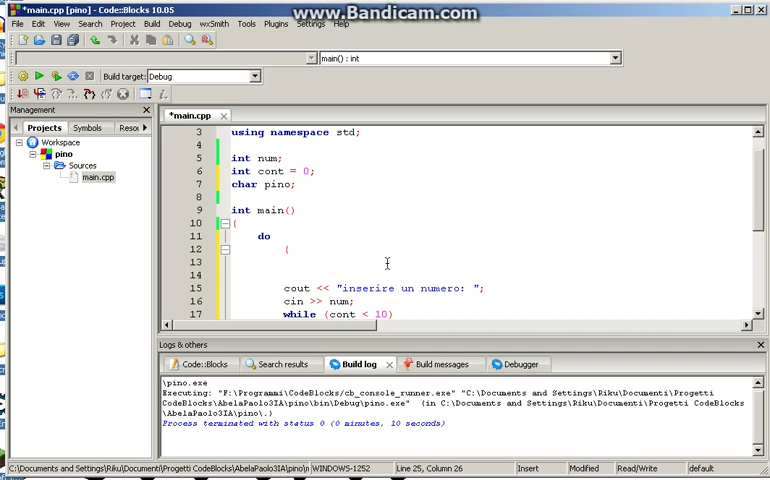 *main.cpp [pino] - Code::Blocks 10.05
www.Bandicam.com
File Edit View Search Project Build Debug wxSmith Tools Plugins Settings Help
main() : int
Build target: Debug
Management
Projects Symbols Resou
Workspace
pino
Sources
main.cpp
*main.cpp
3 using namespace std;
4
5 int num;
6 int cont = 0;
7 char pino;
8
9 int main()
10 {
11 do
12 {
13
14
15 cout << "inserire un numero: ";
16 cin >> num;
17 while (cont < 10)
Logs & others
Code::Blocks Search results Build log Build messages Debugger
\pino.exe
Executing: "F:\Programmi\CodeBlocks/cb_console_runner.exe" "C:\Documents and Settings\Riku\Documenti\Progetti
CodeBlocks\AbelaPaolo3IA\pino\bin\Debug\pino.exe" (in C:\Documents and Settings\Riku\Documenti\Progetti CodeBlocks
\AbelaPaolo3IA\pino\.)
Process terminated with status 0 (0 minutes, 10 seconds)
C:\Documents and Settings\Riku\Documenti\Progetti CodeBlocks\AbelaPaolo3IA\pino\n WINDOWS-1252 Line 25, Column 26 Insert Modified Read/Write default